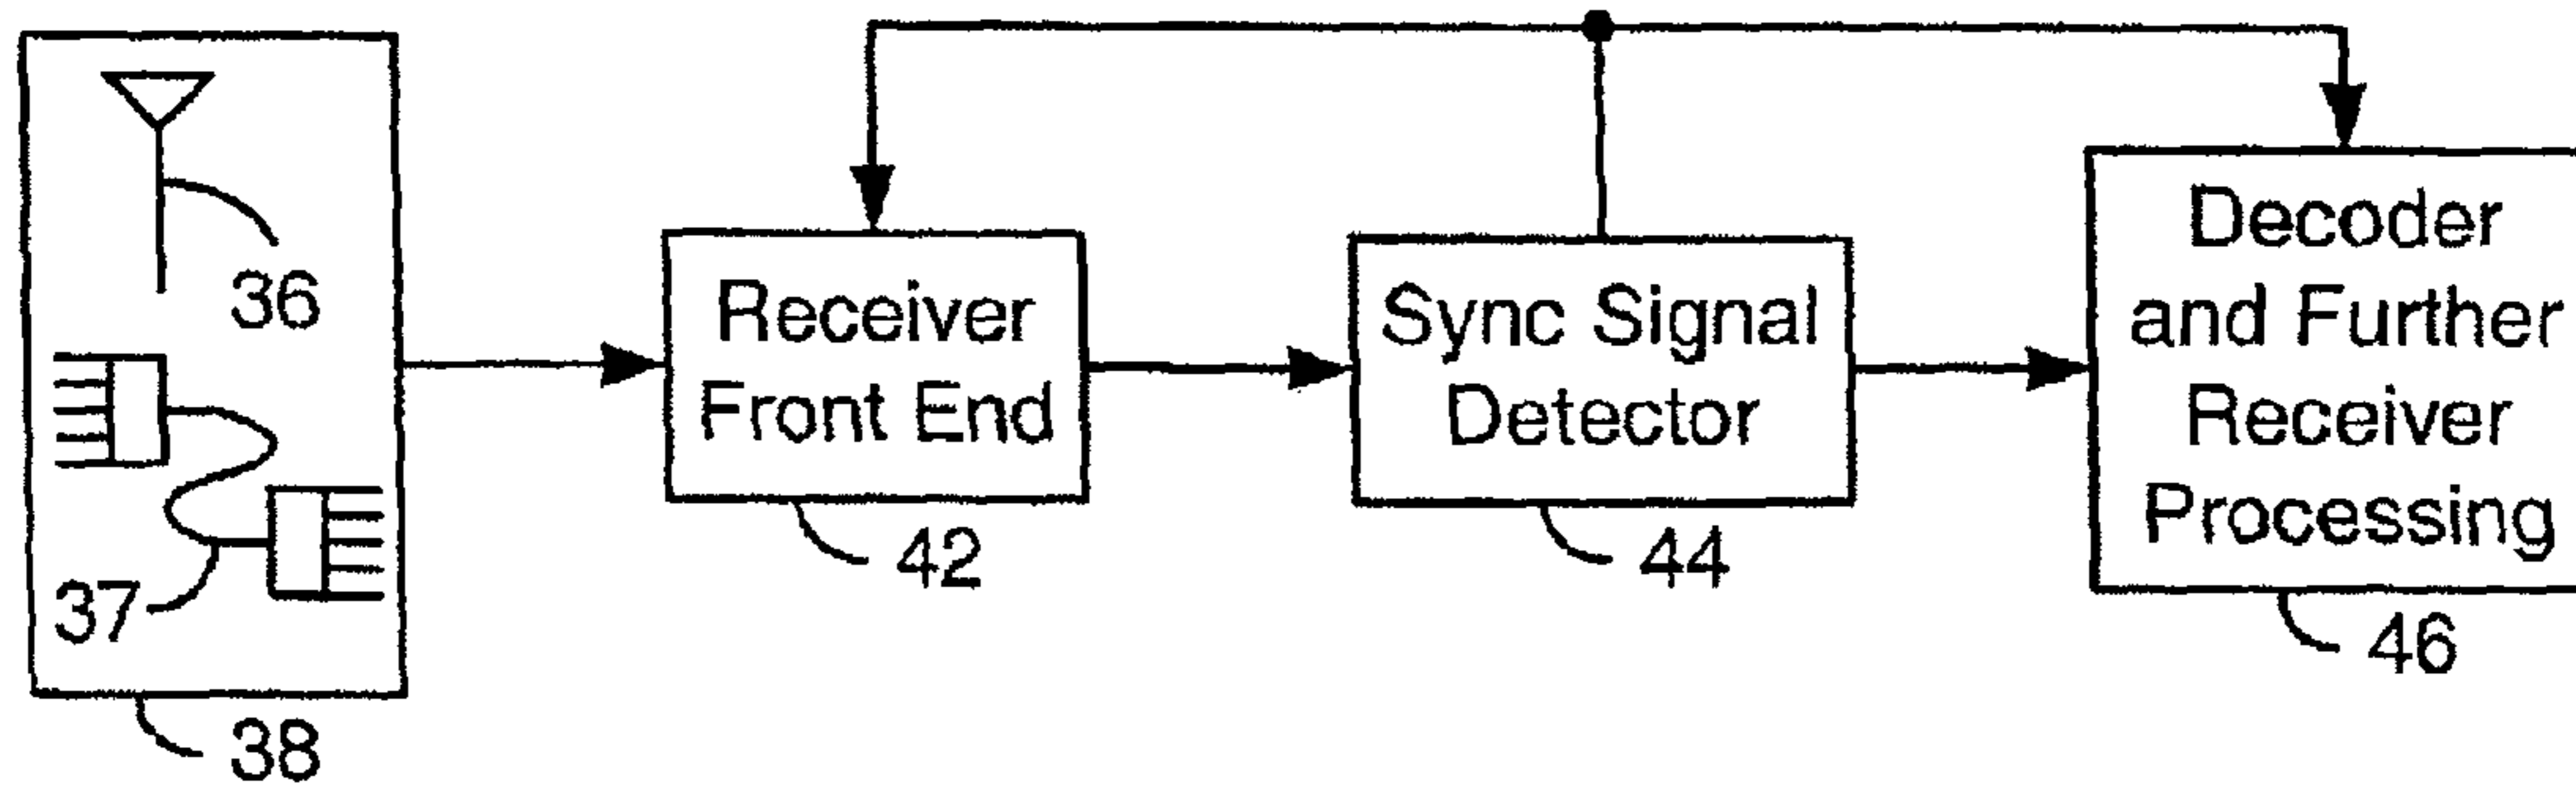 36
37
38
Receiver
Front End
42
Sync Signal
Detector
44
Decoder
and Further
Receiver
Processing
46